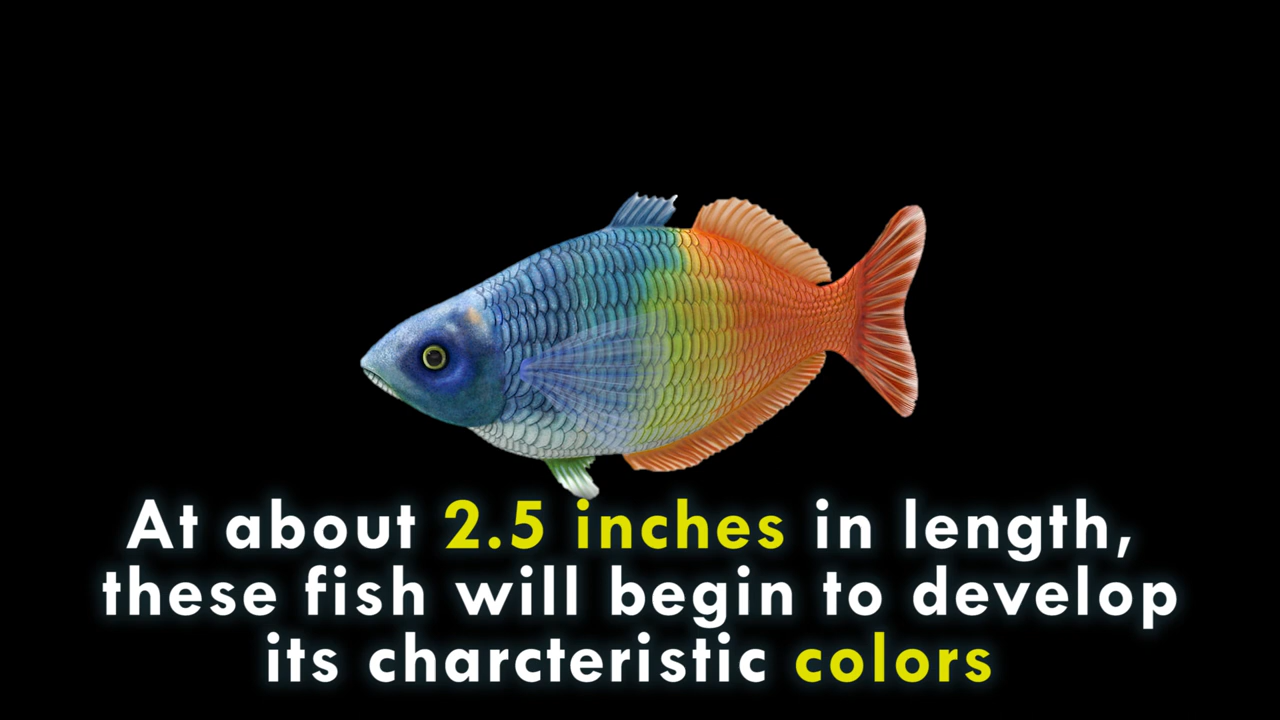 At about 2.5 inches in length,
these fish will begin to develop
its charcteristic colors